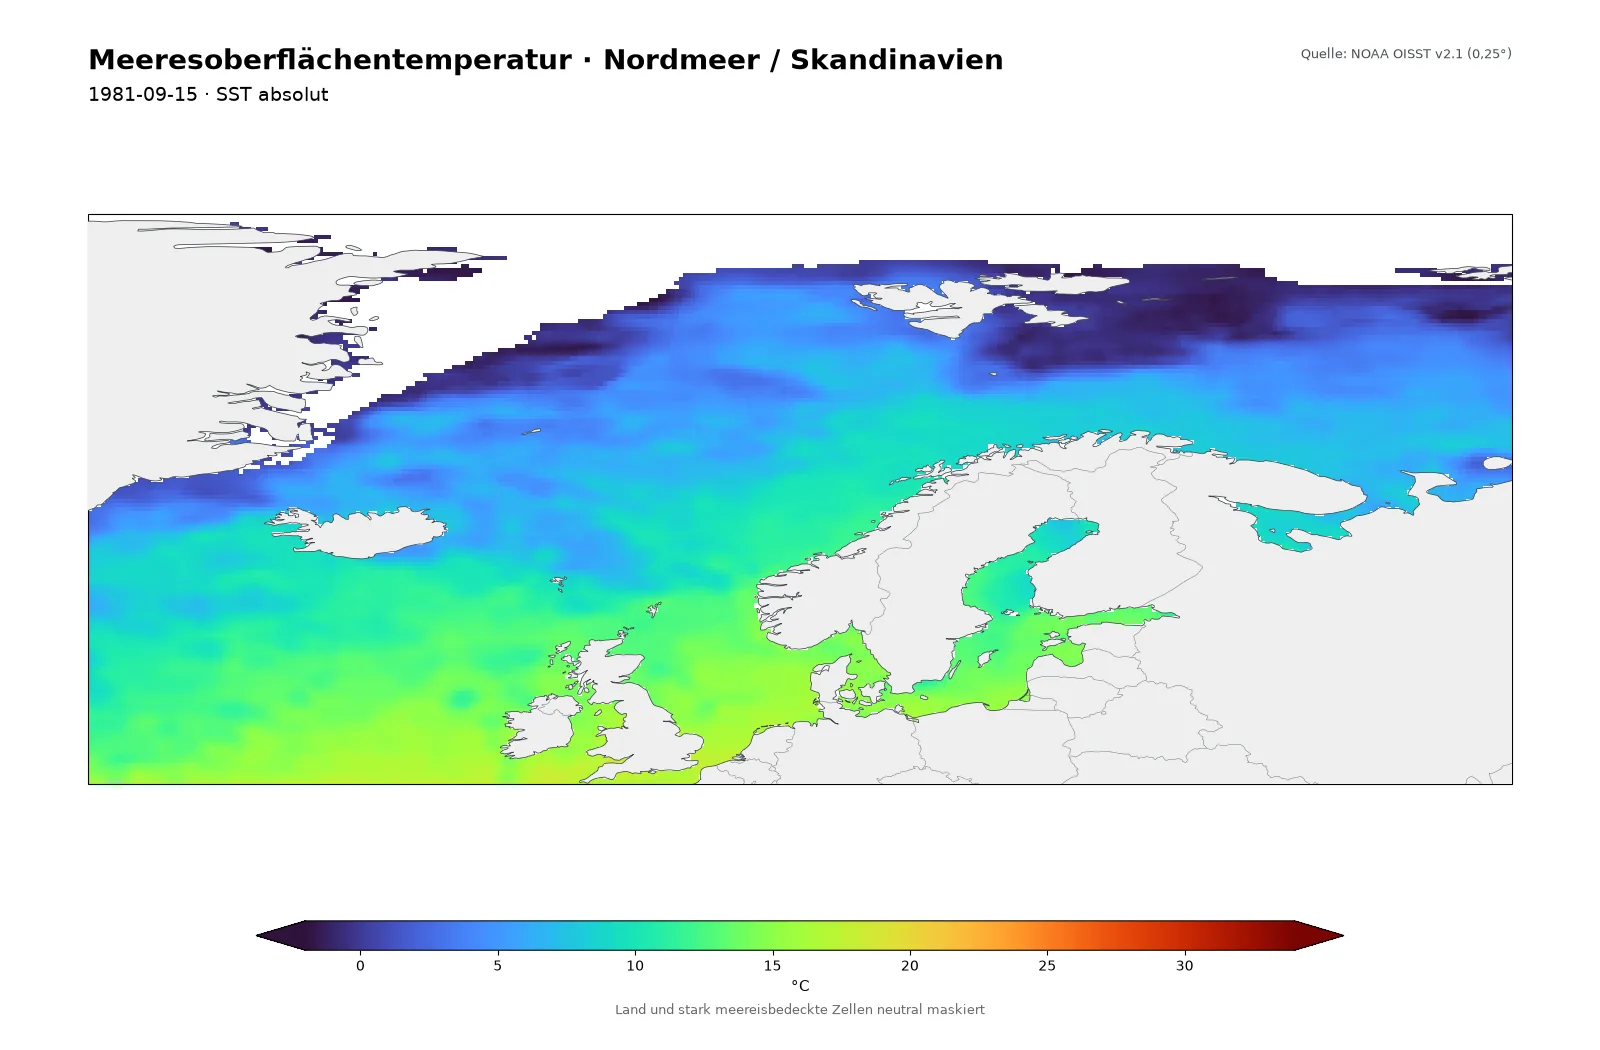 Meeresoberflächentemperatur · Nordmeer / Skandinavien
Quelle: NOAA OISST v2.1 (0,25°)
1981-09-15 · SST absolut
0 5 10 15 20 25 30
°C
Land und stark meereisbedeckte Zellen neutral maskiert